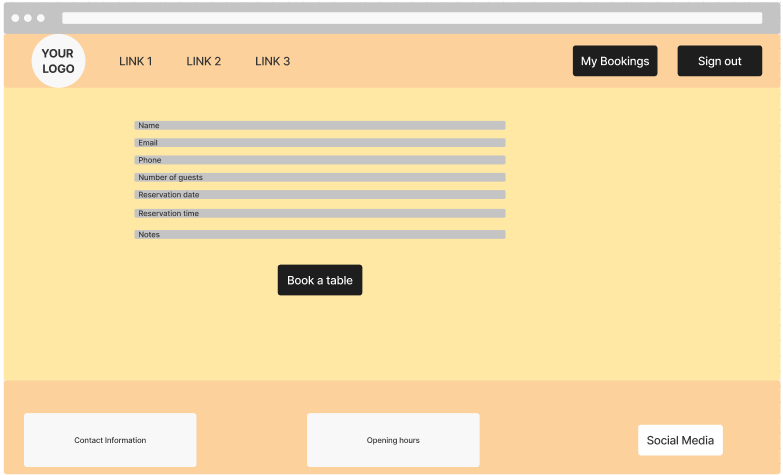 YOUR
LOGO
LINK 1
LINK 2
LINK 3
My Bookings
Sign out
Name
Email
Phone
Number of guests
Reservation date
Reservation time
Notes
Book a table
Contact Information
Opening hours
Social Media